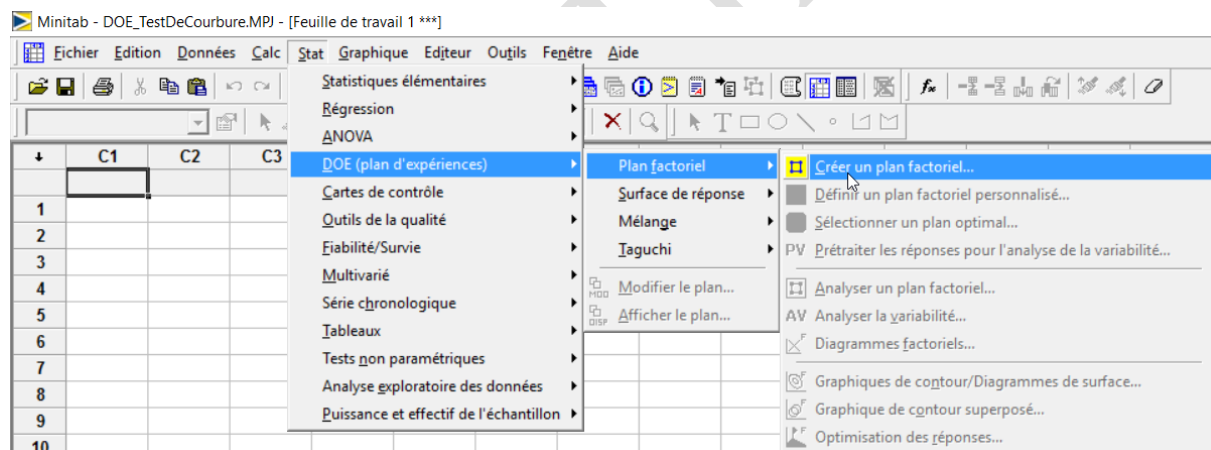 Minitab - DOE_TestDeCourbure.MPJ - [Feuille de travail 1 ***]
Fichier Edition Données Calc Stat Graphique Editeur Outils Fenêtre Aide
C1 C2 C3
1
2
3
4
5
6
7
8
9
10
Statistiques élémentaires
Régression
ANOVA
DOE (plan d'expériences)
Cartes de contrôle
Outils de la qualité
Fiabilité/Survie
Multivarié
Série chronologique
Tableaux
Tests non paramétriques
Analyse exploratoire des données
Puissance et effectif de l'échantillon
Plan factoriel
Surface de réponse
Mélange
Taguchi
MOD Modifier le plan...
DISP Afficher le plan...
Créer un plan factoriel...
Définir un plan factoriel personnalisé...
Sélectionner un plan optimal...
PV Prétraiter les réponses pour l'analyse de la variabilité...
Analyser un plan factoriel...
AV Analyser la variabilité...
Diagrammes factoriels...
Graphiques de contour/Diagrammes de surface...
Graphique de contour superposé...
Optimisation des réponses...